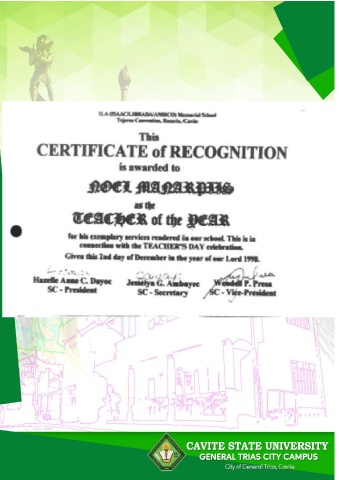 ILA (ISAAC/LIBRADA/ANDICO) Memorial School
Tejeros Convention, Rosario, Cavite
This
CERTIFICATE of RECOGNITION
is awarded to
NOEL MANARPIIS
as the
TEACHER of the YEAR
for his exemplary services rendered in our school. This is in
connection with the TEACHER'S DAY celebration.
Given this 2nd day of December in the year of our Lord 1998.
Hazelle Anne C. Dayoc Jesselyn G. Ambayec Wendell P. Presa
SC - President SC - Secretary SC - Vice-President
CAVITE STATE UNIVERSITY
GENERAL TRIAS CITY CAMPUS
City of General Trias, Cavite